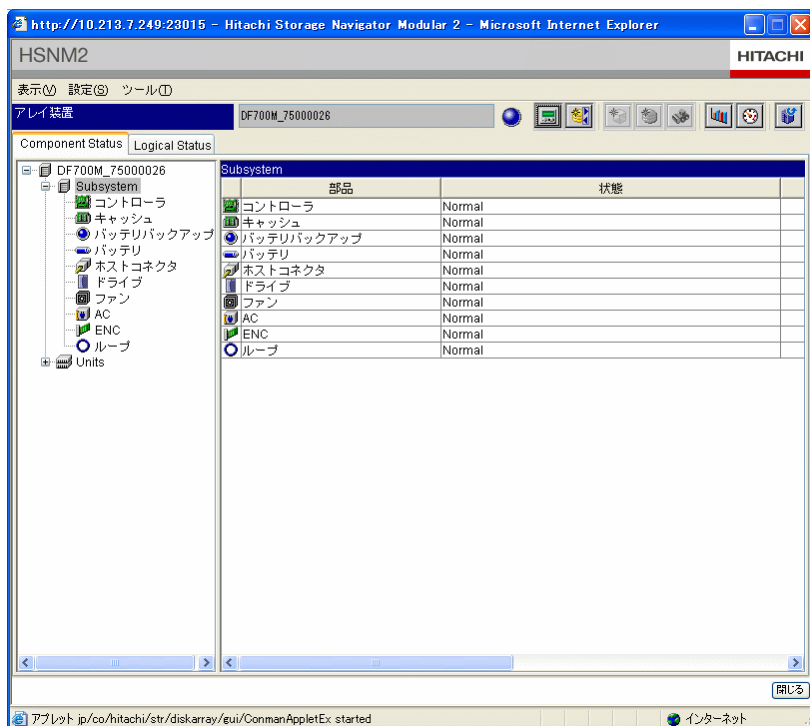 http://10.213.7.249:23015 - Hitachi Storage Navigator Modular 2 - Microsoft Internet Explorer
HSNM2
HITACHI
表示(V) 設定(S) ツール(T)
アレイ装置
DF700M_75000026
Component Status
Logical Status
DF700M_75000026
Subsystem
コントローラ
キャッシュ
バッテリバックアップ
バッテリ
ホストコネクタ
ドライブ
ファン
AC
ENC
ループ
Units
Subsystem
部品 状態
コントローラ Normal
キャッシュ Normal
バッテリバックアップ Normal
バッテリ Normal
ホストコネクタ Normal
ドライブ Normal
ファン Normal
AC Normal
ENC Normal
ループ Normal
閉じる
アプレット jp/co/hitachi/str/diskarray/gui/ConmanAppletEx started
インターネット